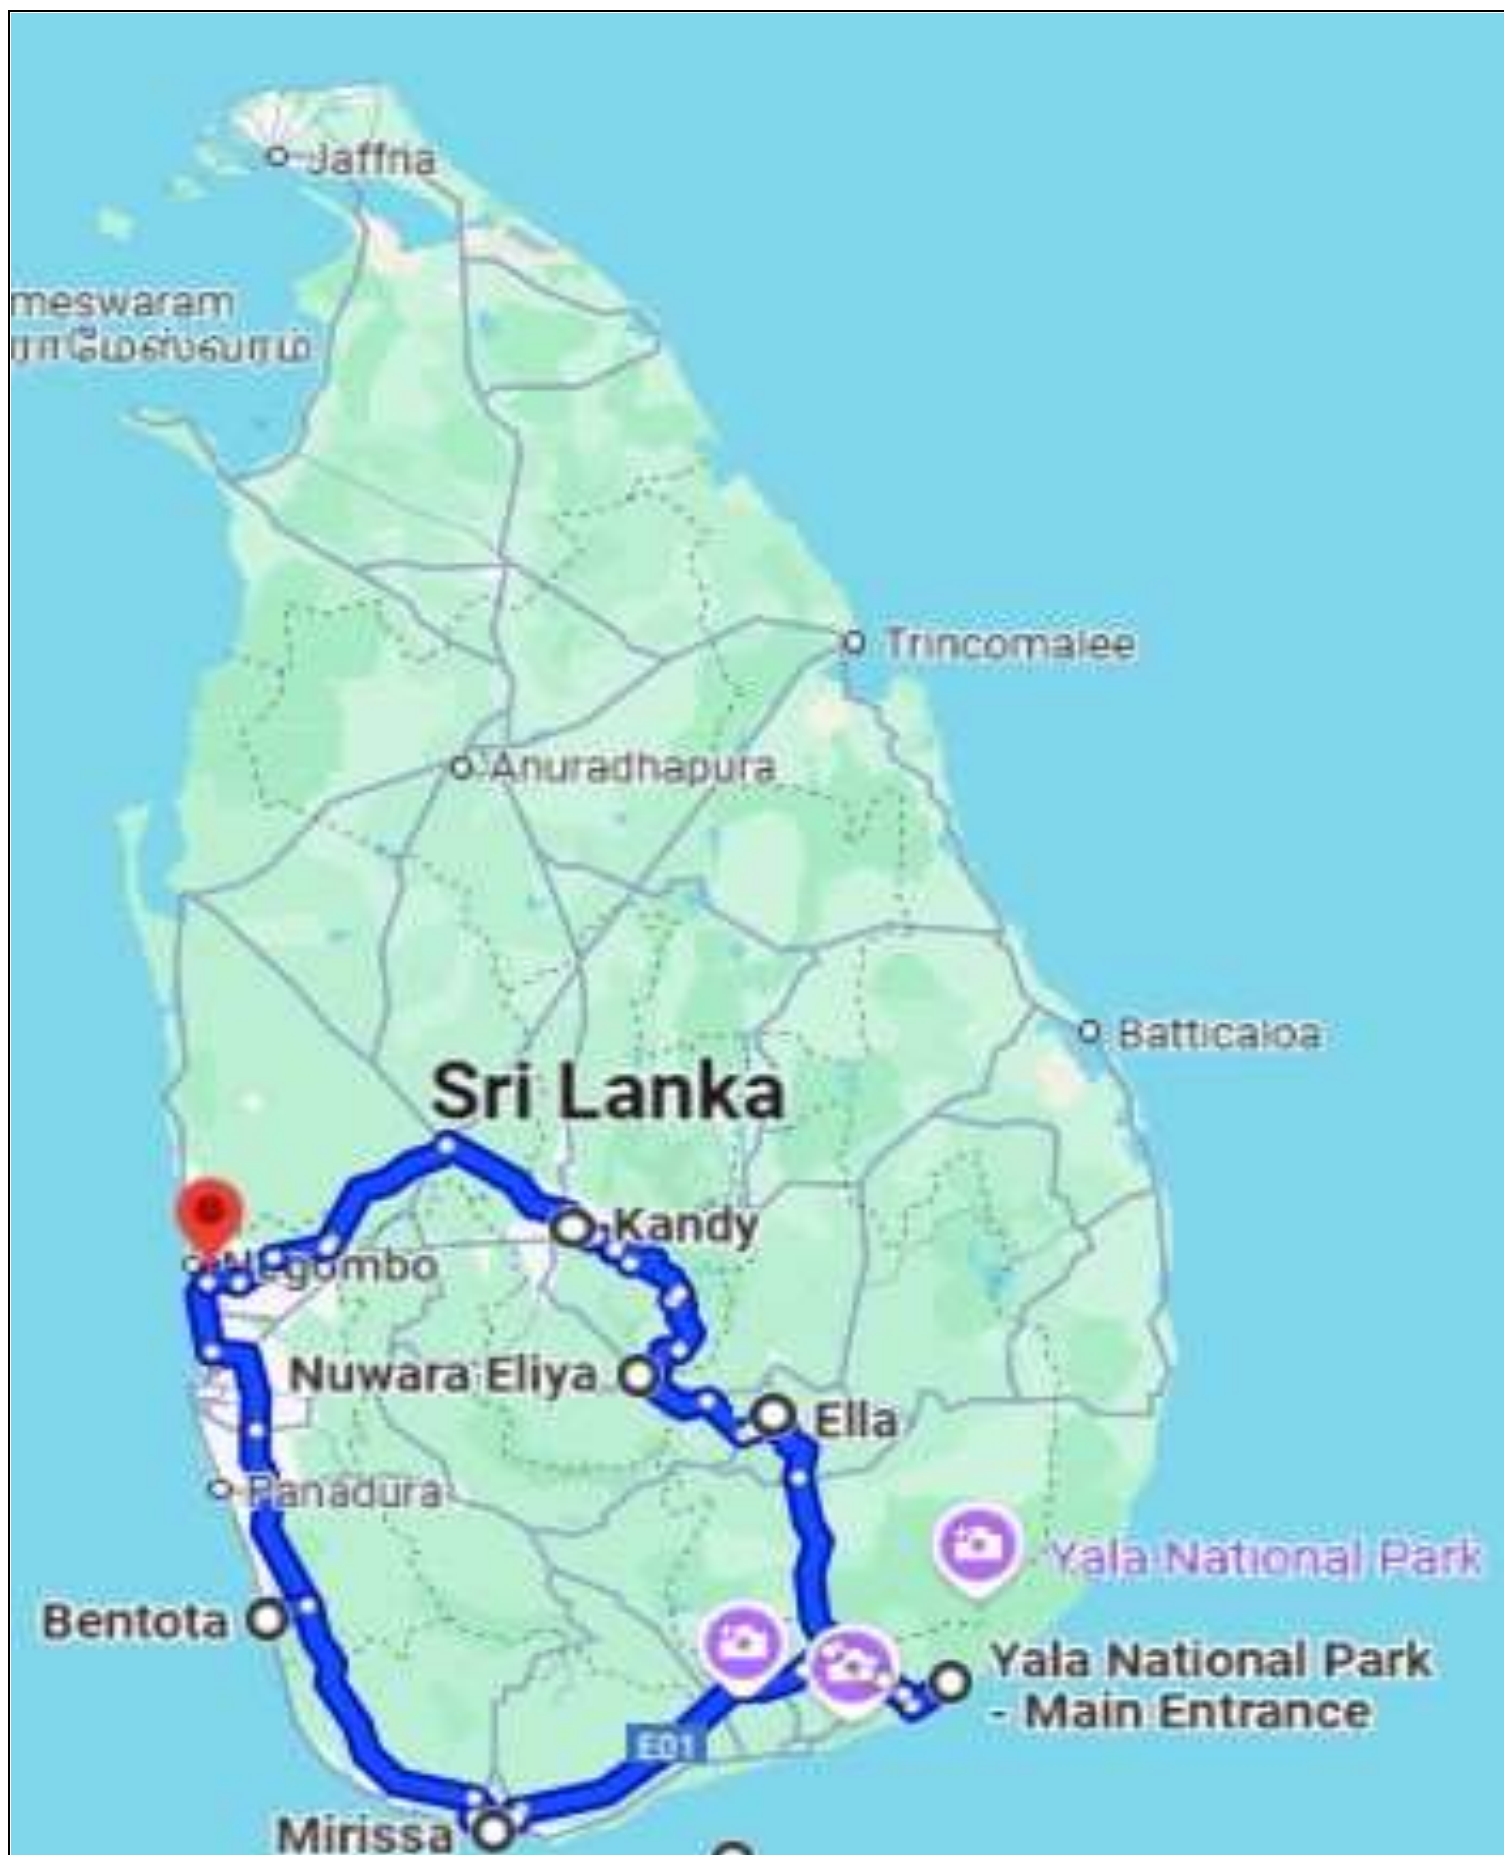 Jaffna
meswaram
ராமேஸ்வரம்
Trincomalee
Anuradhapura
Batticaloa
Sri Lanka
Kandy
Negombo
Nuwara Eliya
Ella
Panadura
Yala National Park
Bentota
Yala National Park
- Main Entrance
E01
Mirissa